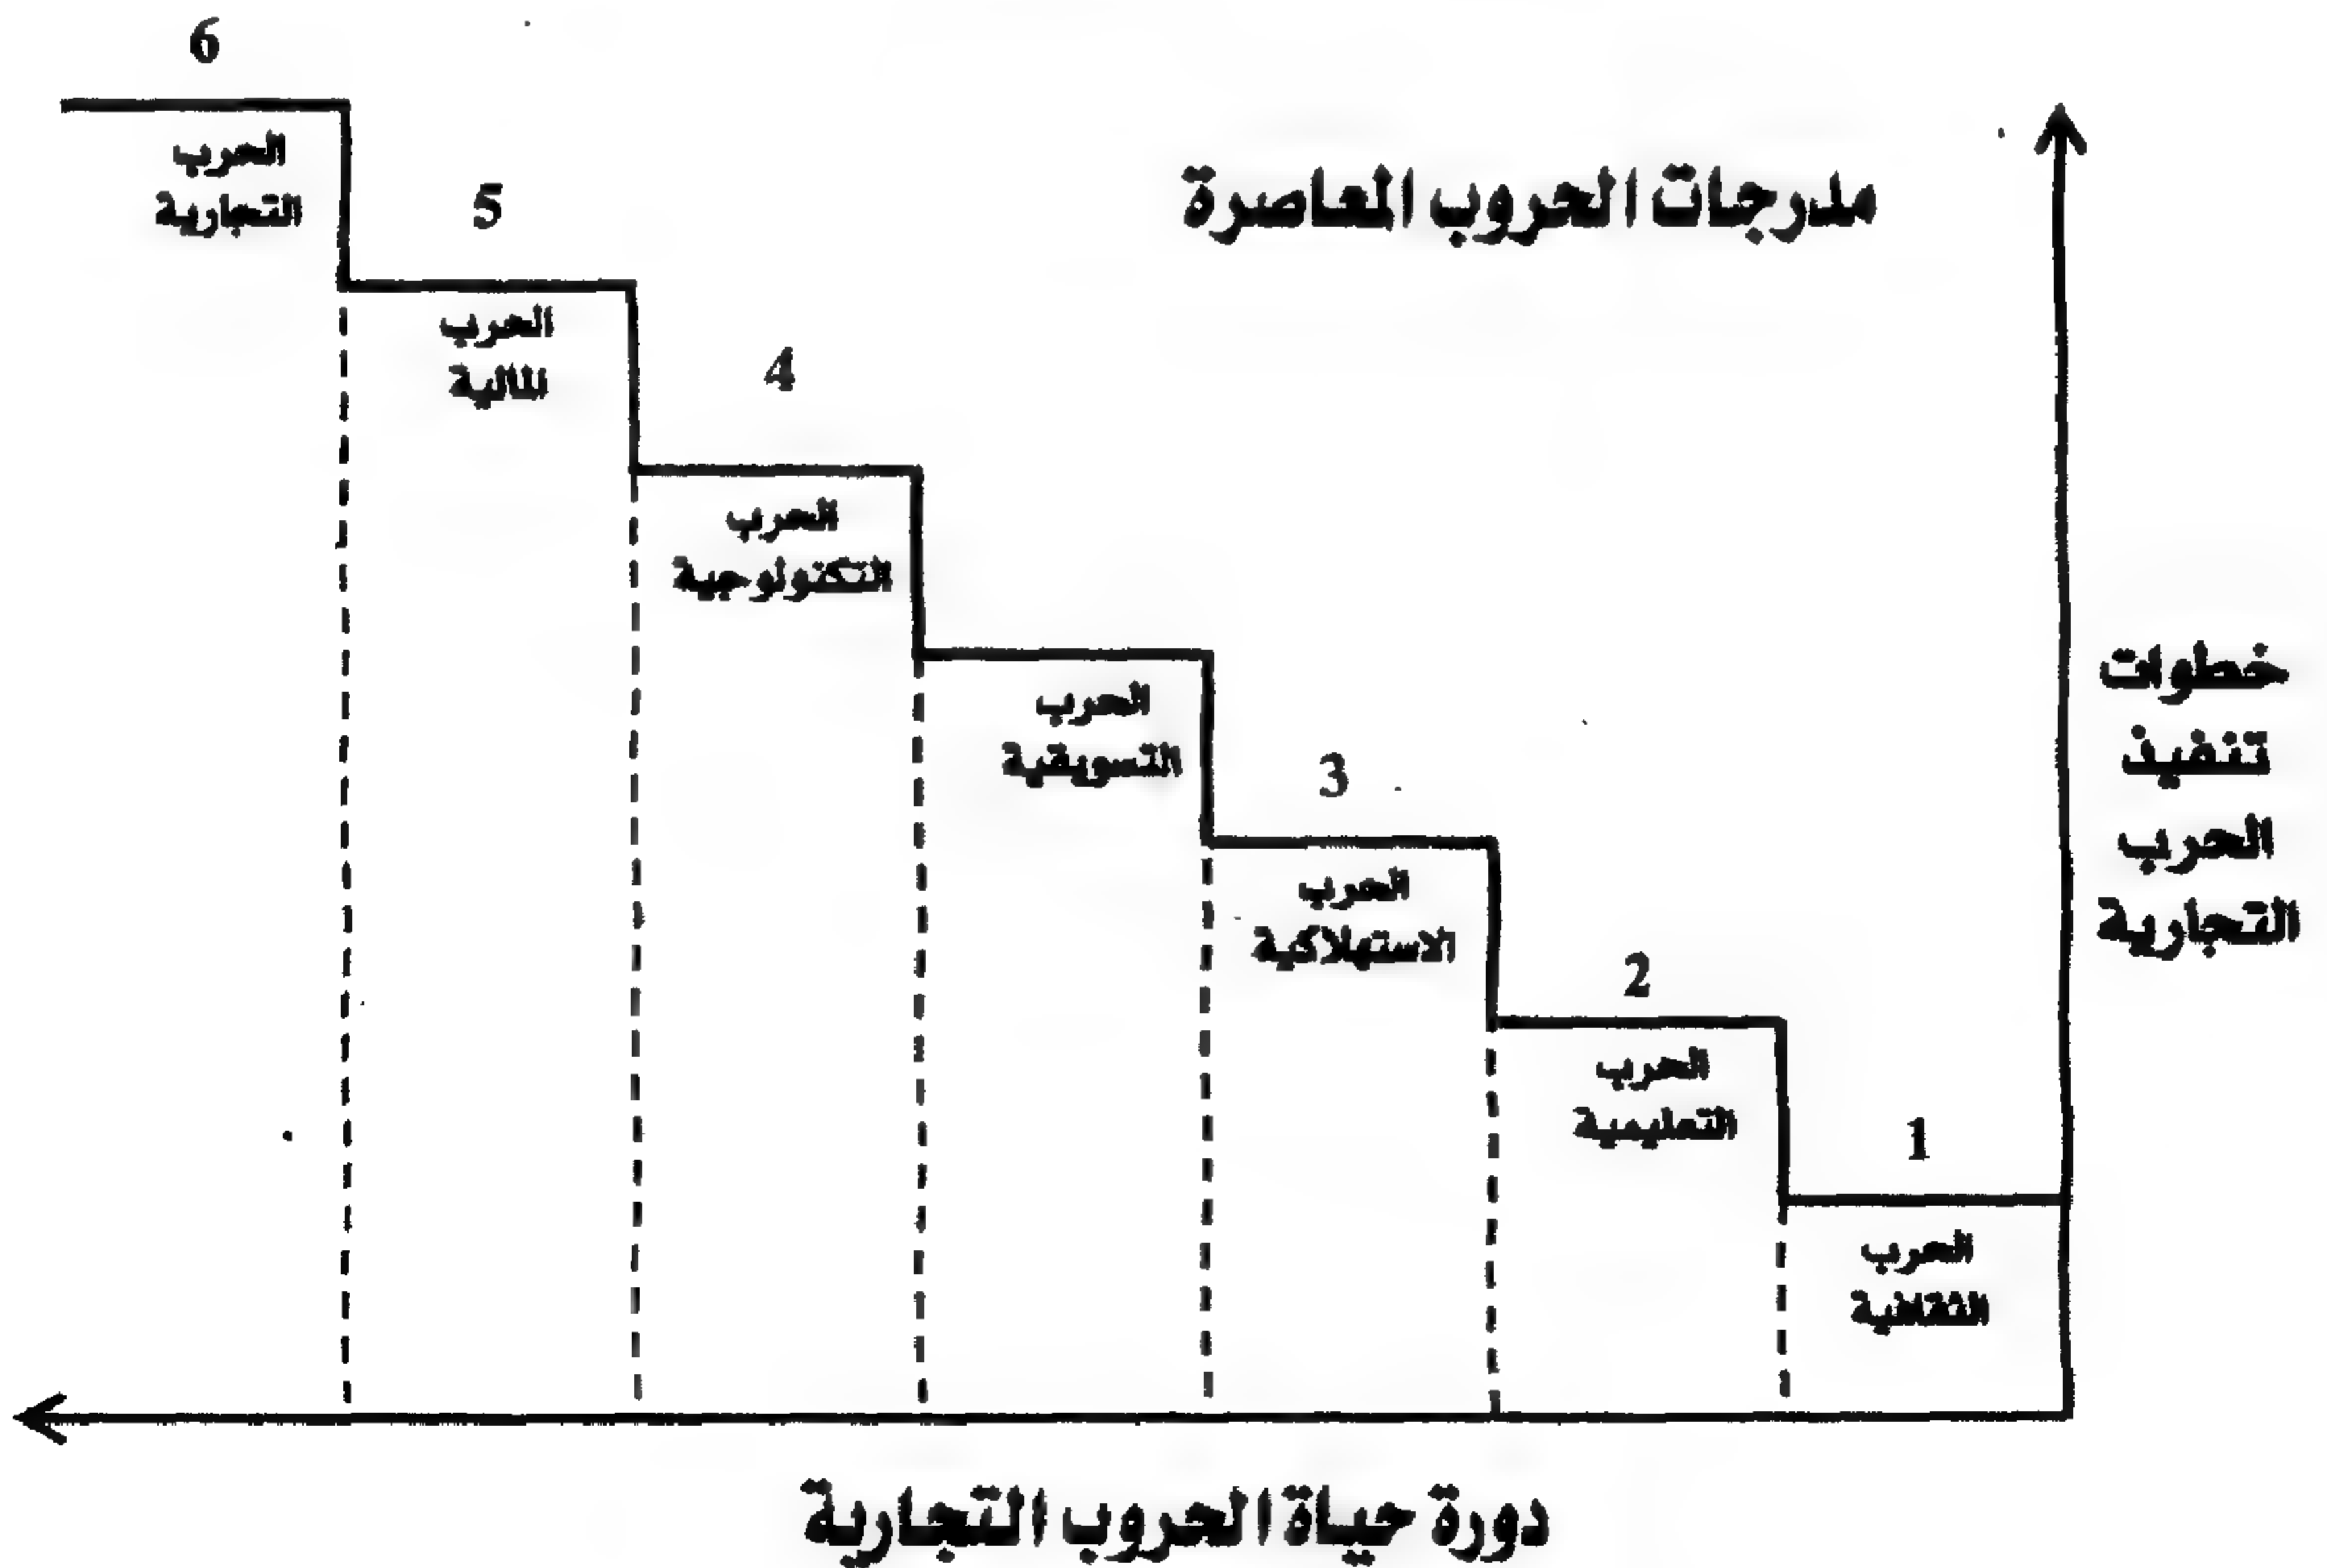 6
الحرب
التجارية
مدرجات الحروب المعاصرة
5
الحرب
المالية
4
الحرب
التكنولوجية
الحرب
التسويقية
3
الحرب
الاستهلاكية
2
الحرب
التعليمية
1
الحرب
الثقافية
خطوات
تنفيذ
الحرب
التجارية
دورة حياة الحروب التجارية